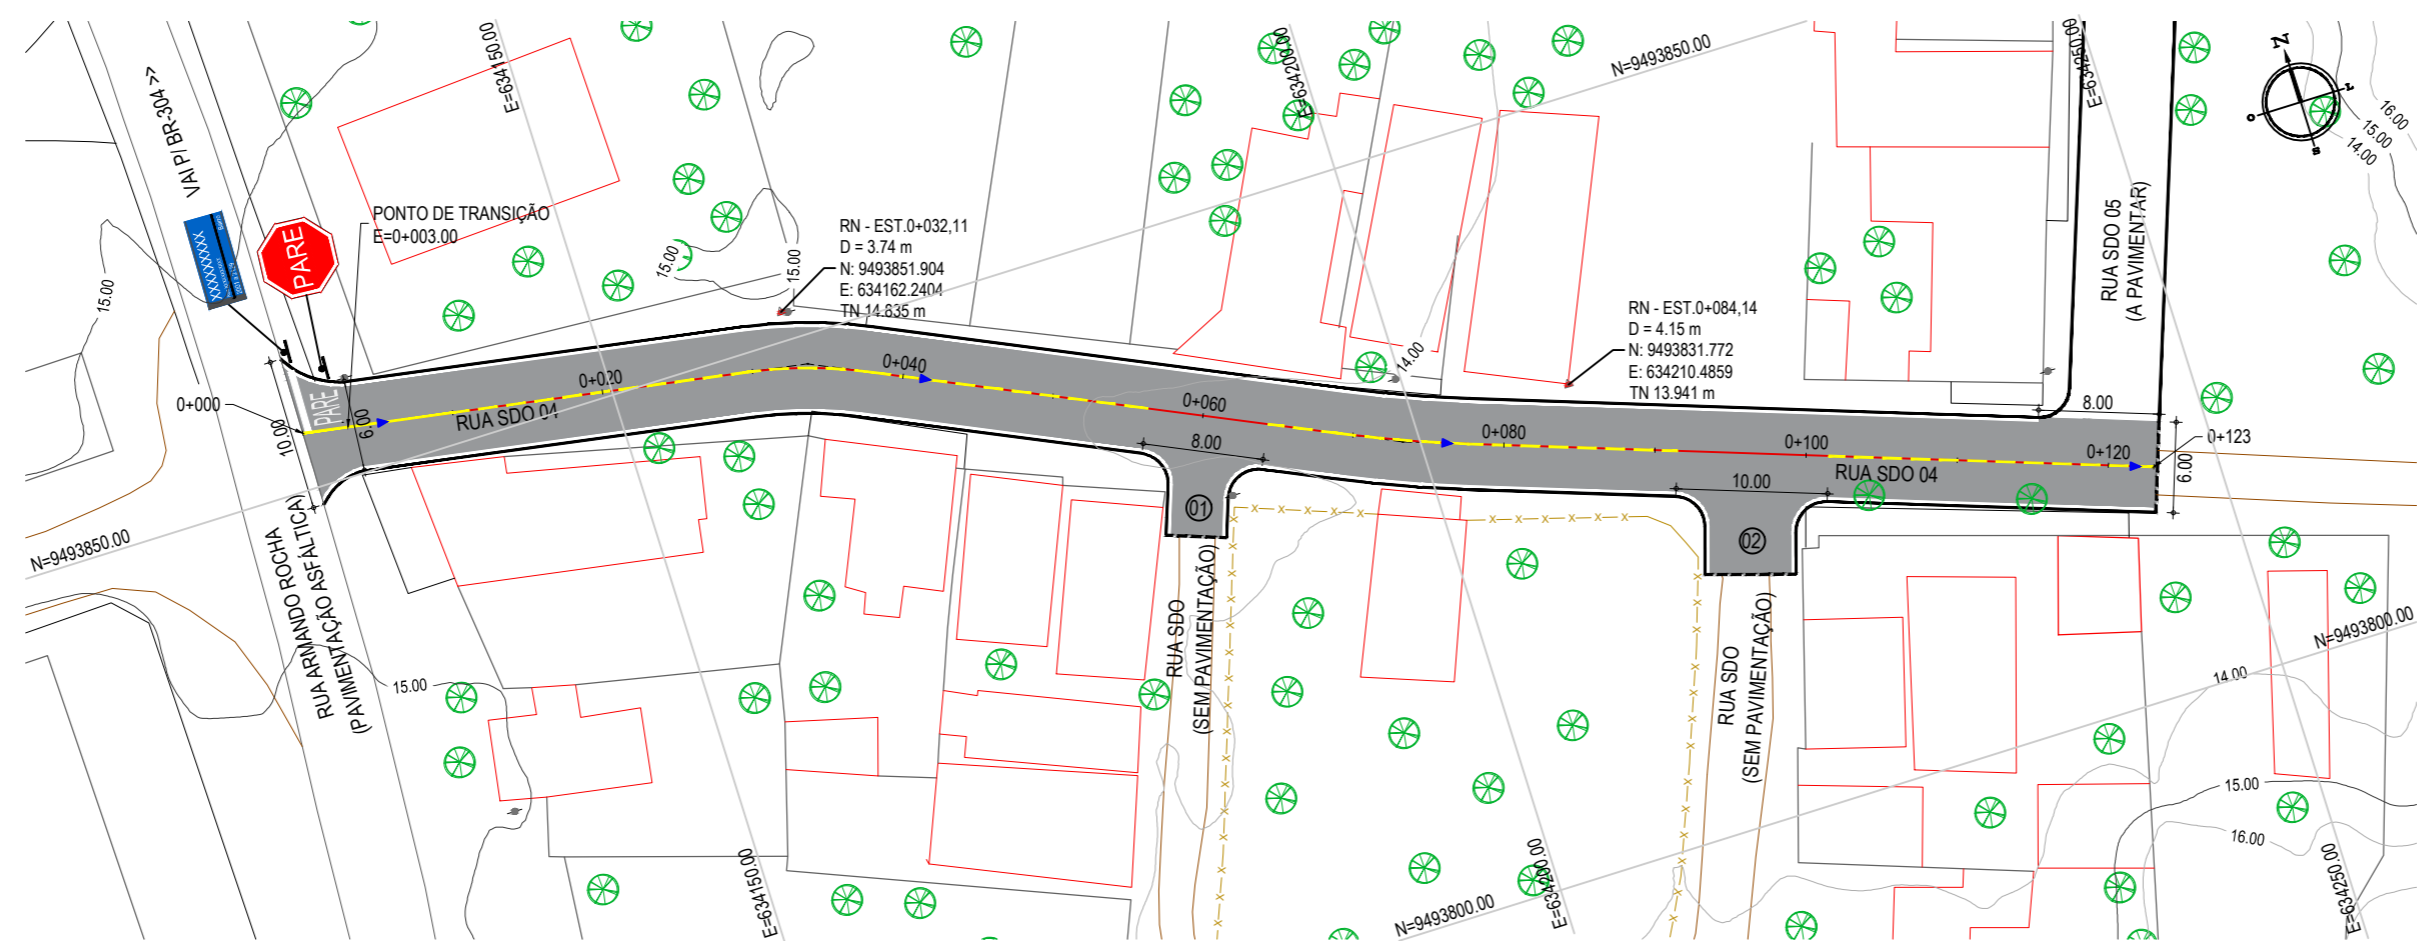 E=634150.00
E=634200.00
N=9493850.00
E=634250.00
N
L
S
O
16.00
15.00
14.00
VAI P/ BR-304 >>
XXXXXXXXX
PARE
PONTO DE TRANSIÇÃO
E=0+003.00
15.00
15.00
15.00
RN - EST.0+032,11
D = 3.74 m
N: 9493851.904
E: 634162.2404
TN 14.635 m
RN - EST.0+084,14
D = 4.15 m
N: 9493831.772
E: 634210.4859
TN 13.941 m
RUA SDO 05
(A PAVIMENTAR)
14.00
0+000
10.00
PARE
6.00
RUA SDO 04
0+020
0+040
0+060
8.00
0+080
0+100
10.00
RUA SDO 04
8.00
0+120
0+123
6.00
01
02
N=9493850.00
RUA ARMANDO ROCHA
(PAVIMENTAÇÃO ASFÁLTICA)
RUA SDO
(SEM PAVIMENTAÇÃO)
RUA SDO
(SEM PAVIMENTAÇÃO)
15.00
N=9493800.00
14.00
15.00
16.00
E=634150.00
N=9493800.00
E=634200.00
E=634250.00